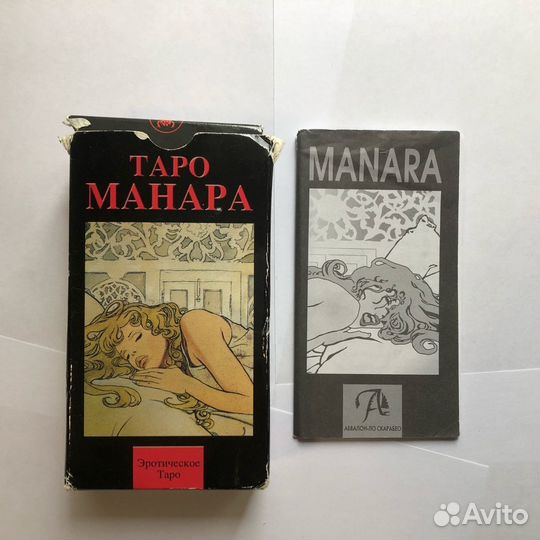 ТАРО
МАНАРА
Эротическое
Таро
MANARA
АВВАЛОН-ЛО СКАРАБЕО
Avito